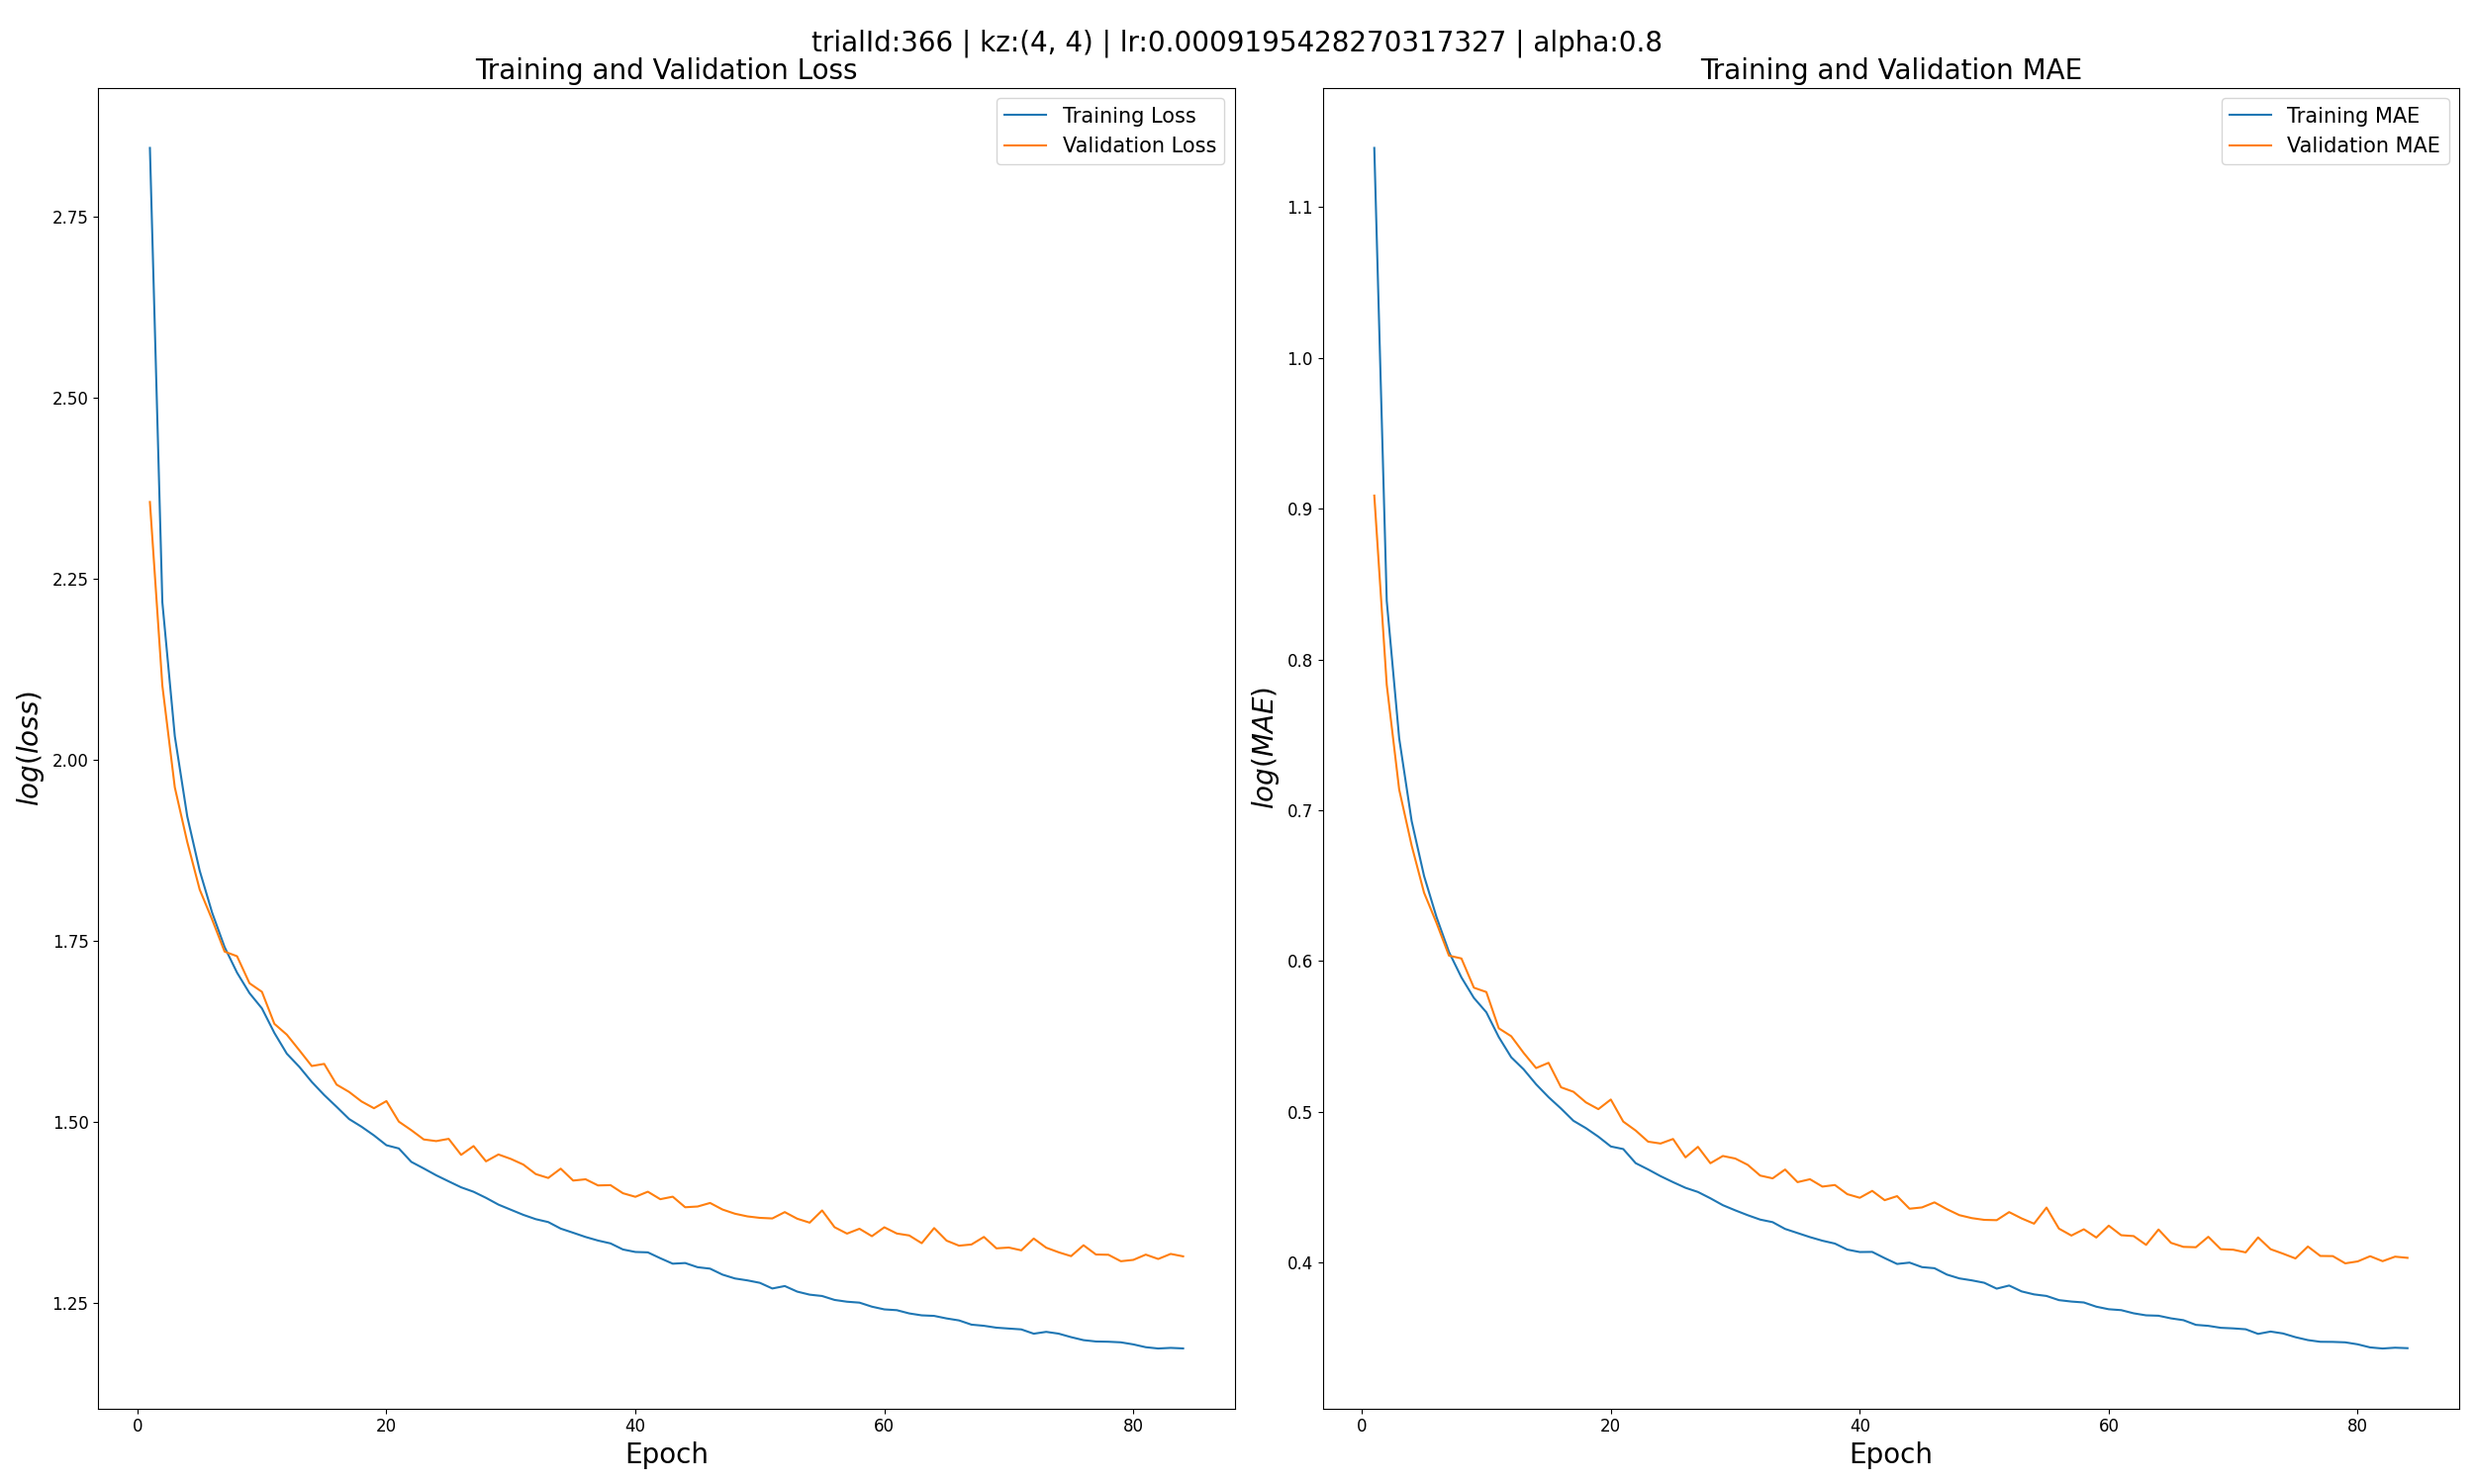 trialId:366 | kz:(4, 4) | lr:0.0009195428270317327 | alpha:0.8
Training and Validation Loss
Training Loss
Validation Loss
2.75
2.50
2.25
2.00
1.75
1.50
1.25
log(loss)
0 20 40 60 80
Epoch
Training and Validation MAE
Training MAE
Validation MAE
1.1
1.0
0.9
0.8
0.7
0.6
0.5
0.4
log(MAE)
0 20 40 60 80
Epoch